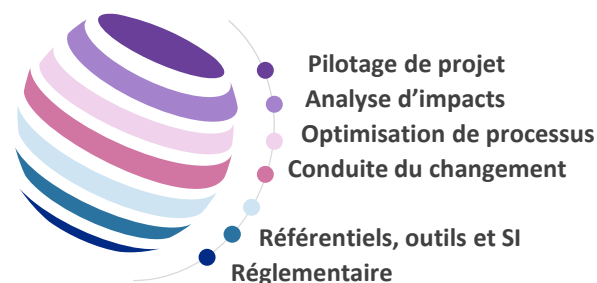 Pilotage de projet
Analyse d’impacts
Optimisation de processus
Conduite du changement
Référentiels, outils et SI
Réglementaire